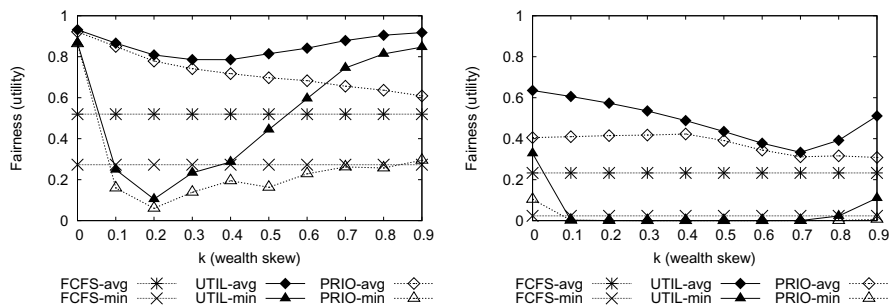 1
0.8
0.6
0.4
0.2
0
Fairness (utility)
0 0.1 0.2 0.3 0.4 0.5 0.6 0.7 0.8 0.9
k (wealth skew)
FCFS-avg UTIL-avg PRIO-avg
FCFS-min UTIL-min PRIO-min
1
0.8
0.6
0.4
0.2
0
Fairness (utility)
0 0.1 0.2 0.3 0.4 0.5 0.6 0.7 0.8 0.9
k (wealth skew)
FCFS-avg UTIL-avg PRIO-avg
FCFS-min UTIL-min PRIO-min